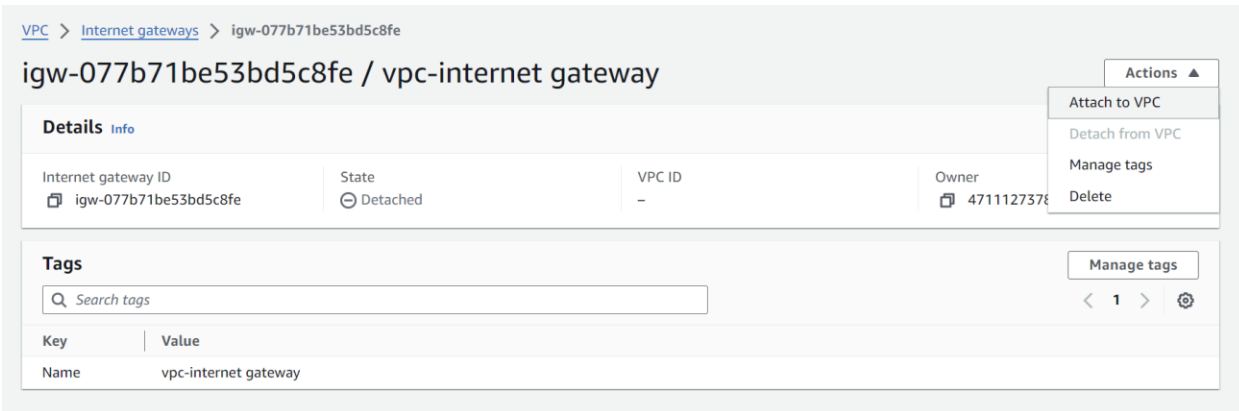 VPC > Internet gateways > igw-077b71be53bd5c8fe
igw-077b71be53bd5c8fe / vpc-internet gateway
Actions ▲
Attach to VPC
Detach from VPC
Manage tags
Delete
Details Info
Internet gateway ID
igw-077b71be53bd5c8fe
State
Detached
VPC ID
–
Owner
4711127378
Tags
Manage tags
Search tags
< 1 >
Key Value
Name vpc-internet gateway